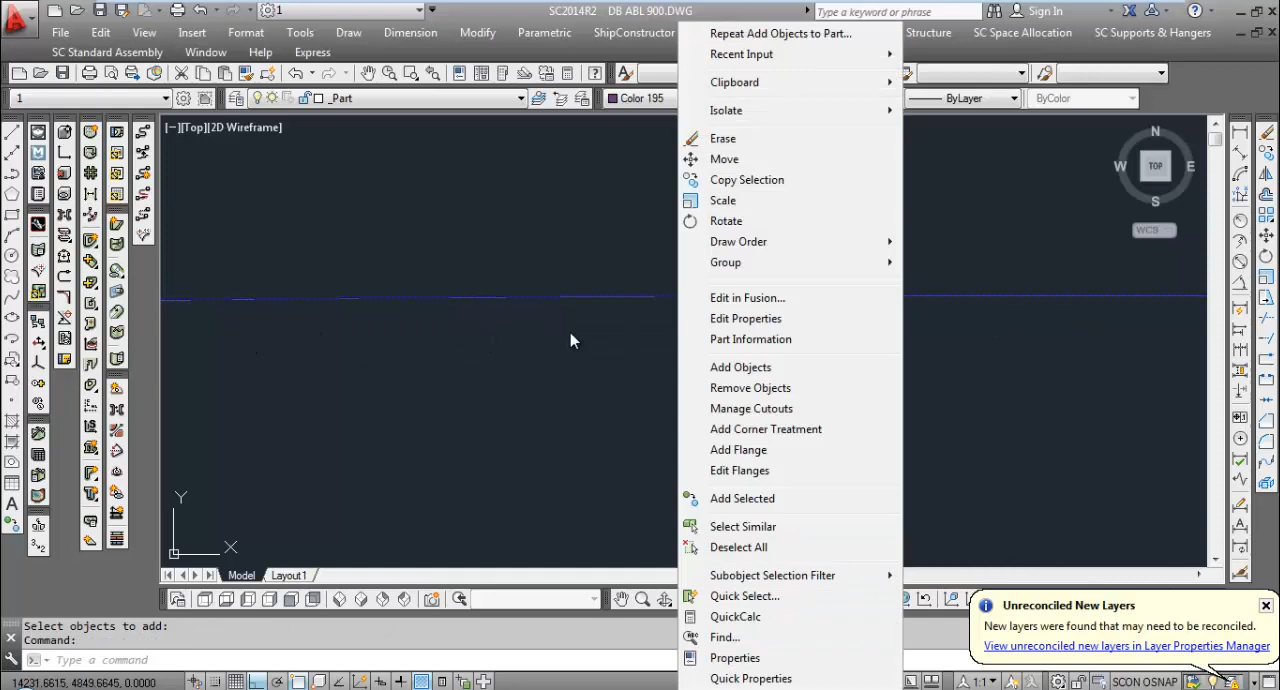 1
SC2014R2 DB ABL 900.DWG
Type a keyword or phrase
Sign In
File Edit View Insert Format Tools Draw Dimension Modify Parametric ShipConstructor Structure SC Space Allocation SC Supports & Hangers
SC Standard Assembly Window Help Express
1
_Part
Color 195
ByLayer
ByColor
[−][Top][2D Wireframe]
N
W TOP E
S
WCS
Repeat Add Objects to Part...
Recent Input
Clipboard
Isolate
Erase
Move
Copy Selection
Scale
Rotate
Draw Order
Group
Edit in Fusion...
Edit Properties
Part Information
Add Objects
Remove Objects
Manage Cutouts
Add Corner Treatment
Add Flange
Edit Flanges
Add Selected
Select Similar
Deselect All
Subobject Selection Filter
Quick Select...
QuickCalc
Find...
Properties
Quick Properties
Y
X
Model Layout1
Select objects to add:
Command:
Type a command
Unreconciled New Layers
New layers were found that may need to be reconciled.
View unreconciled new layers in Layer Properties Manager
14231.6615, 4849.6645, 0.0000
1:1
SCON OSNAP